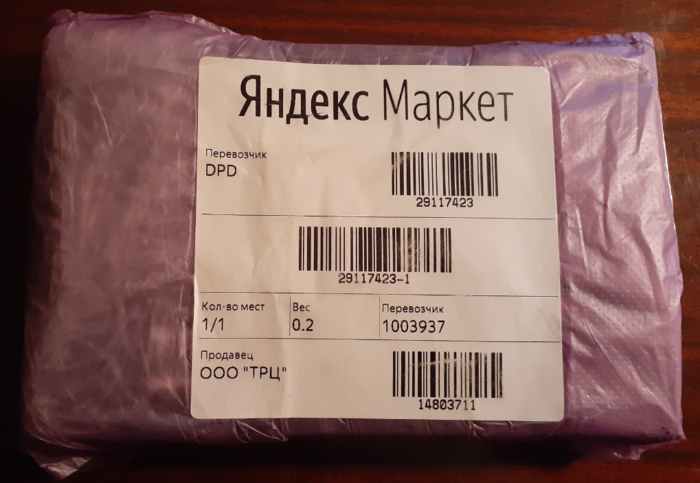 Яндекс Маркет
Перевозчик
DPD
29117423
29117423-1
Кол-во мест
1/1
Вес
0.2
Перевозчик
1003937
Продавец
ООО "ТРЦ"
14803711